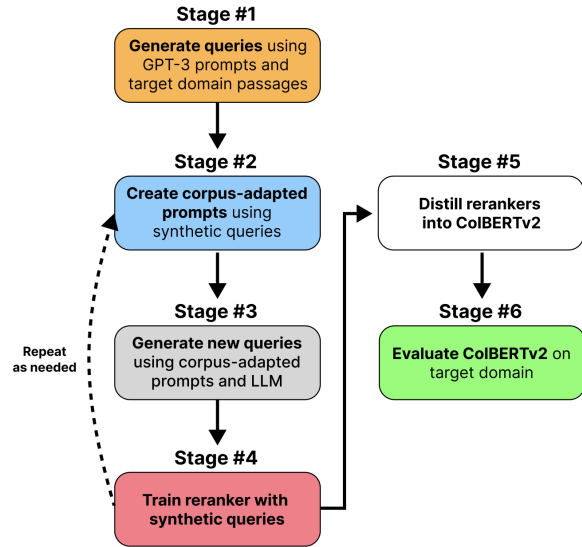 Stage #1
Generate queries using
GPT-3 prompts and
target domain passages
Stage #2
Create corpus-adapted
prompts using
synthetic queries
Stage #3
Generate new queries
using corpus-adapted
prompts and LLM
Repeat
as needed
Stage #4
Train reranker with
synthetic queries
Stage #5
Distill rerankers
into ColBERTv2
Stage #6
Evaluate ColBERTv2 on
target domain